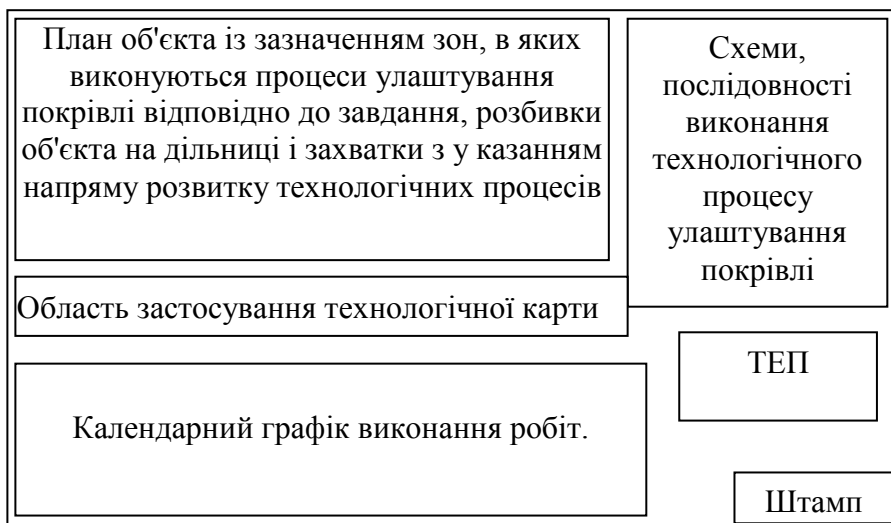 План об'єкта із зазначенням зон, в яких
виконуються процеси улаштування
покрівлі відповідно до завдання, розбивки
об'єкта на дільниці і захватки з у казанням
напряму розвитку технологічних процесів
Схеми,
послідовності
виконання
технологічного
процесу
улаштування
покрівлі
Область застосування технологічної карти
ТЕП
Календарний графік виконання робіт.
Штамп